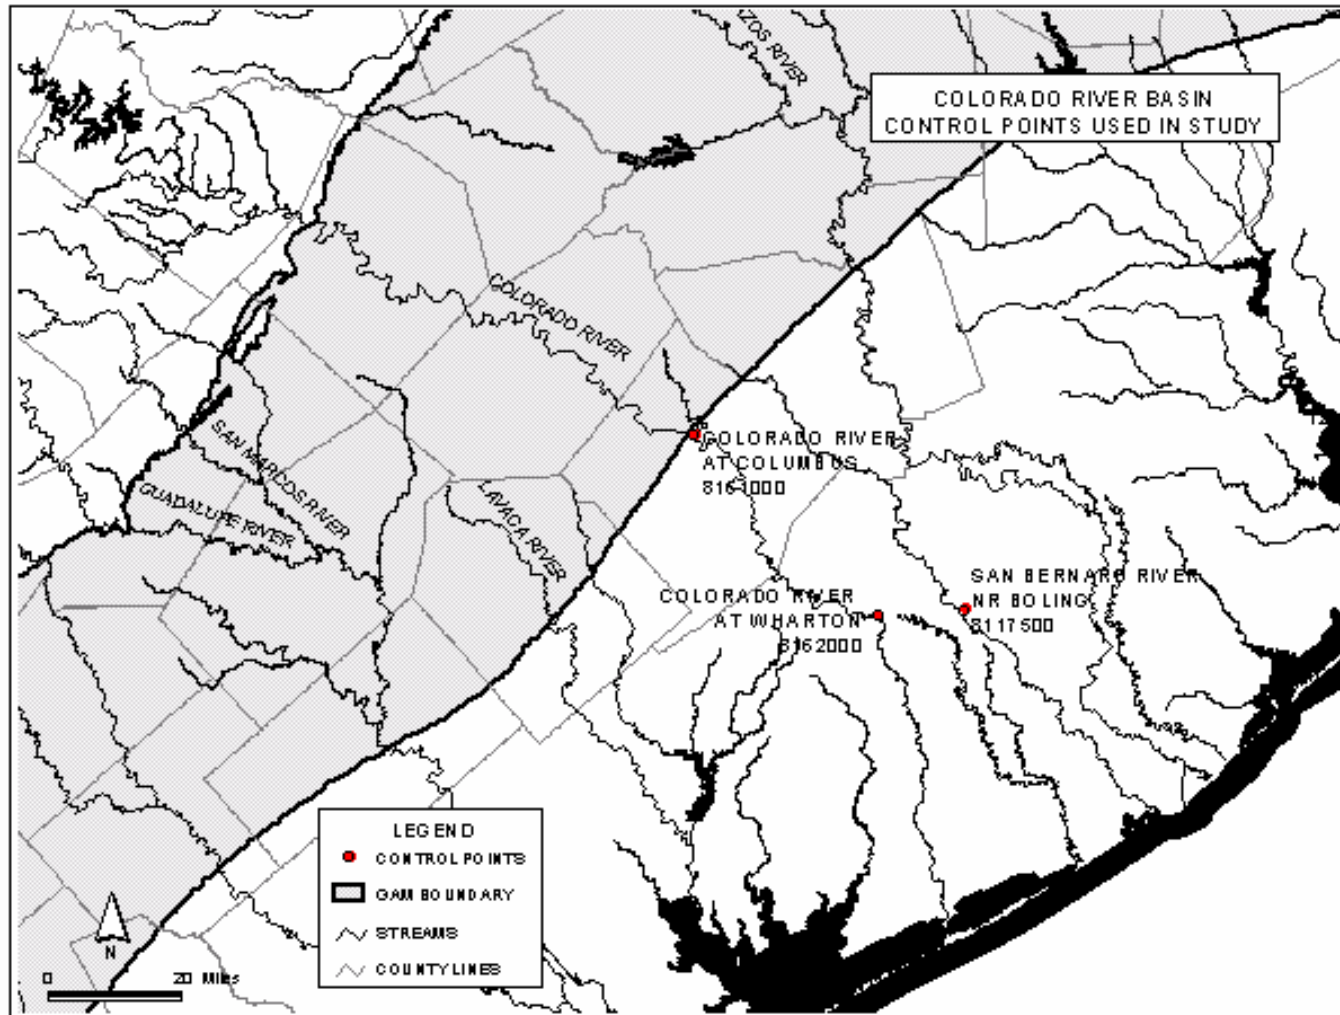 ZOS RIVER
COLORADO RIVER BASIN
CONTROL POINTS USED IN STUDY
COLORADO RIVER
SAN MARCOS RIVER
GUADALUPE RIVER
LAVACA RIVER
COLORADO RIVER
AT COLUMBUS
8161000
COLORADO RIVER
AT WHARTON
8162000
SAN BERNARD RIVER
NR BOLING
8117500
LEGEND
CONTROL POINTS
GAM BOUNDARY
STREAMS
COUNTY LINES
N
0 20 Miles